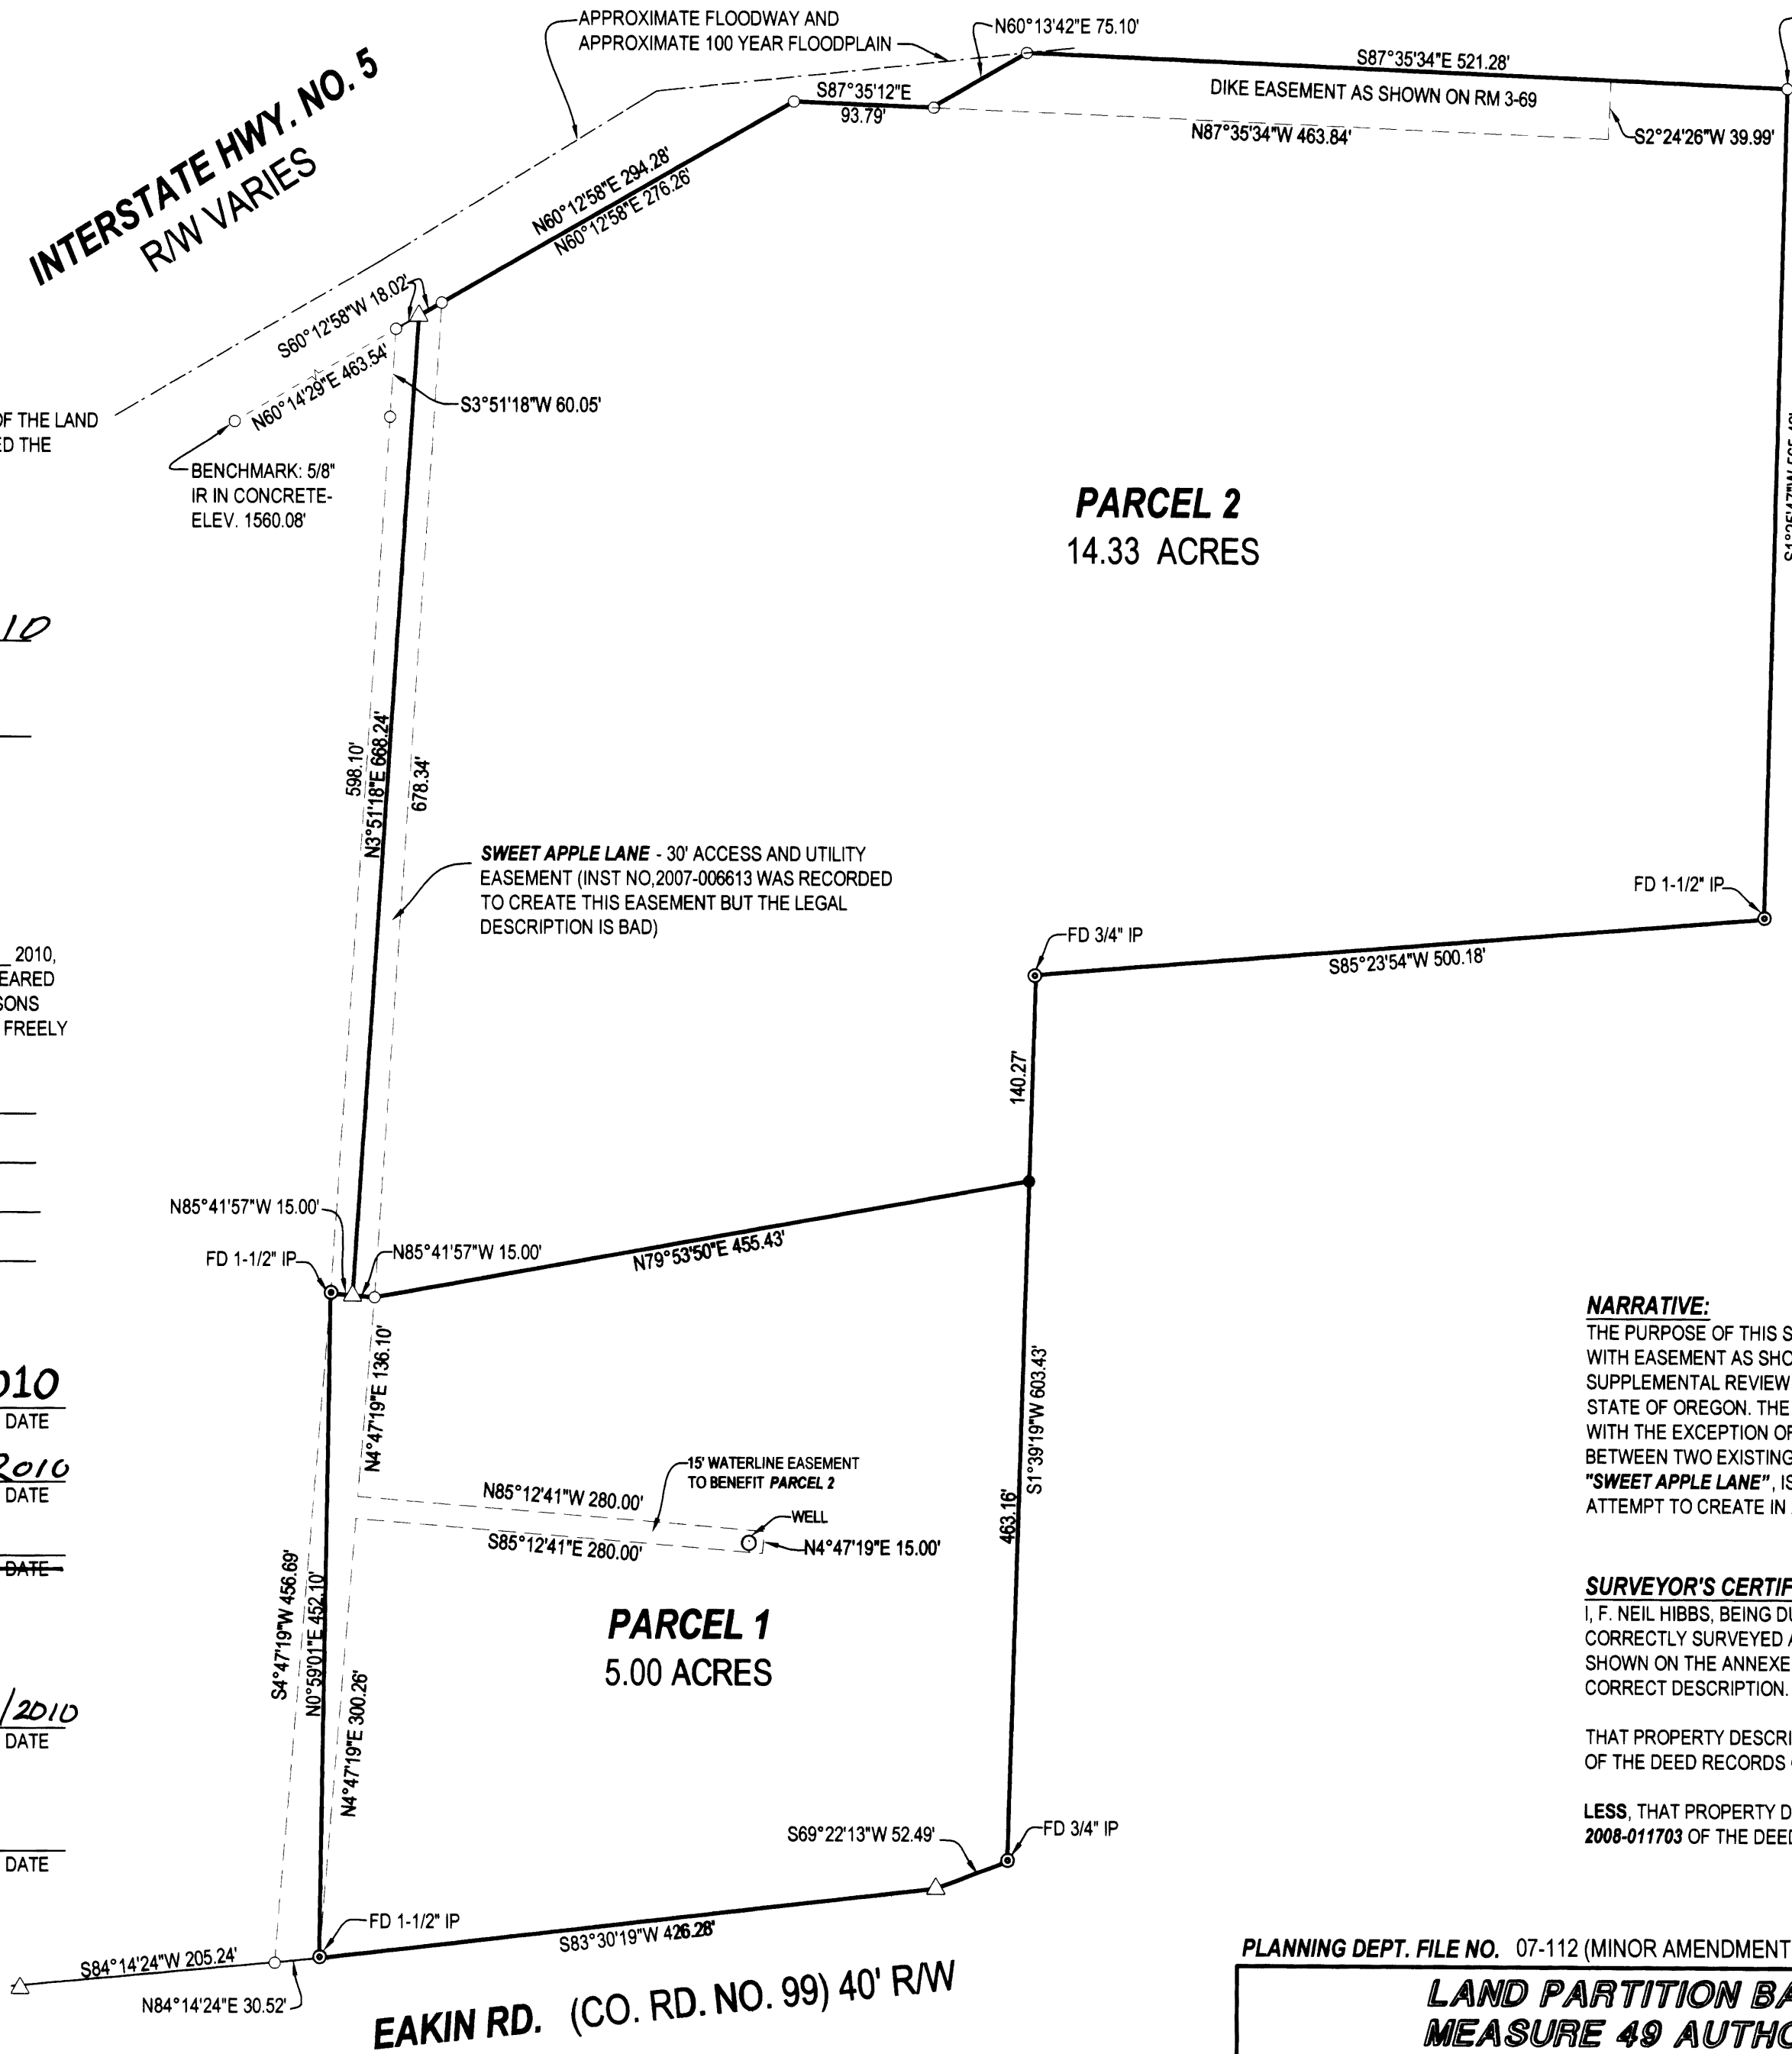 APPROXIMATE FLOODWAY AND
APPROXIMATE 100 YEAR FLOODPLAIN
N60°13'42"E 75.10'
S87°35'34"E 521.28'
INTERSTATE HWY. NO. 5
R/W VARIES
S87°35'12"E
93.79'
DIKE EASEMENT AS SHOWN ON RM 3-69
N87°35'34"W 463.84'
S2°24'26"W 39.99'
N60°12'58"E 294.28'
N60°12'58"E 276.26'
S60°12'58"W 18.02'
N60°14'29"E 463.54'
S3°51'18"W 60.05'
OF THE LAND
ED THE
BENCHMARK: 5/8"
IR IN CONCRETE-
ELEV. 1560.08'
PARCEL 2
14.33 ACRES
10
598.10'
N3°51'18"E 668.24'
678.34'
SWEET APPLE LANE - 30' ACCESS AND UTILITY
EASEMENT (INST NO,2007-006613 WAS RECORDED
TO CREATE THIS EASEMENT BUT THE LEGAL
DESCRIPTION IS BAD)
FD 1-1/2" IP
FD 3/4" IP
S85°23'54"W 500.18'
2010,
EARED
SONS
FREELY
140.27'
N85°41'57"W 15.00'
FD 1-1/2" IP
N85°41'57"W 15.00'
N79°53'50"E 455.43'
NARRATIVE:
THE PURPOSE OF THIS S
WITH EASEMENT AS SHO
SUPPLEMENTAL REVIEW
STATE OF OREGON. THE
WITH THE EXCEPTION OF
BETWEEN TWO EXISTING
"SWEET APPLE LANE", IS
ATTEMPT TO CREATE IN
N4°47'19"E 136.10'
S1°39'19"W 603.43'
463.16'
010
DATE
2010
DATE
DATE
15' WATERLINE EASEMENT
TO BENEFIT PARCEL 2
N85°12'41"W 280.00'
WELL
S85°12'41"E 280.00'
N4°47'19"E 15.00'
S4°47'19"W 456.69'
N0°59'01"E 452.10'
N4°47'19"E 300.26'
PARCEL 1
5.00 ACRES
SURVEYOR'S CERTIF
I, F. NEIL HIBBS, BEING DU
CORRECTLY SURVEYED A
SHOWN ON THE ANNEXE
CORRECT DESCRIPTION.
THAT PROPERTY DESCRI
OF THE DEED RECORDS
LESS, THAT PROPERTY D
2008-011703 OF THE DEED
/2010
DATE
DATE
S69°22'13"W 52.49'
FD 3/4" IP
FD 1-1/2" IP
S83°30'19"W 426.28'
S84°14'24"W 205.24'
N84°14'24"E 30.52'
EAKIN RD. (CO. RD. NO. 99) 40' R/W
PLANNING DEPT. FILE NO. 07-112 (MINOR AMENDMENT
LAND PARTITION BA
MEASURE 49 AUTHO